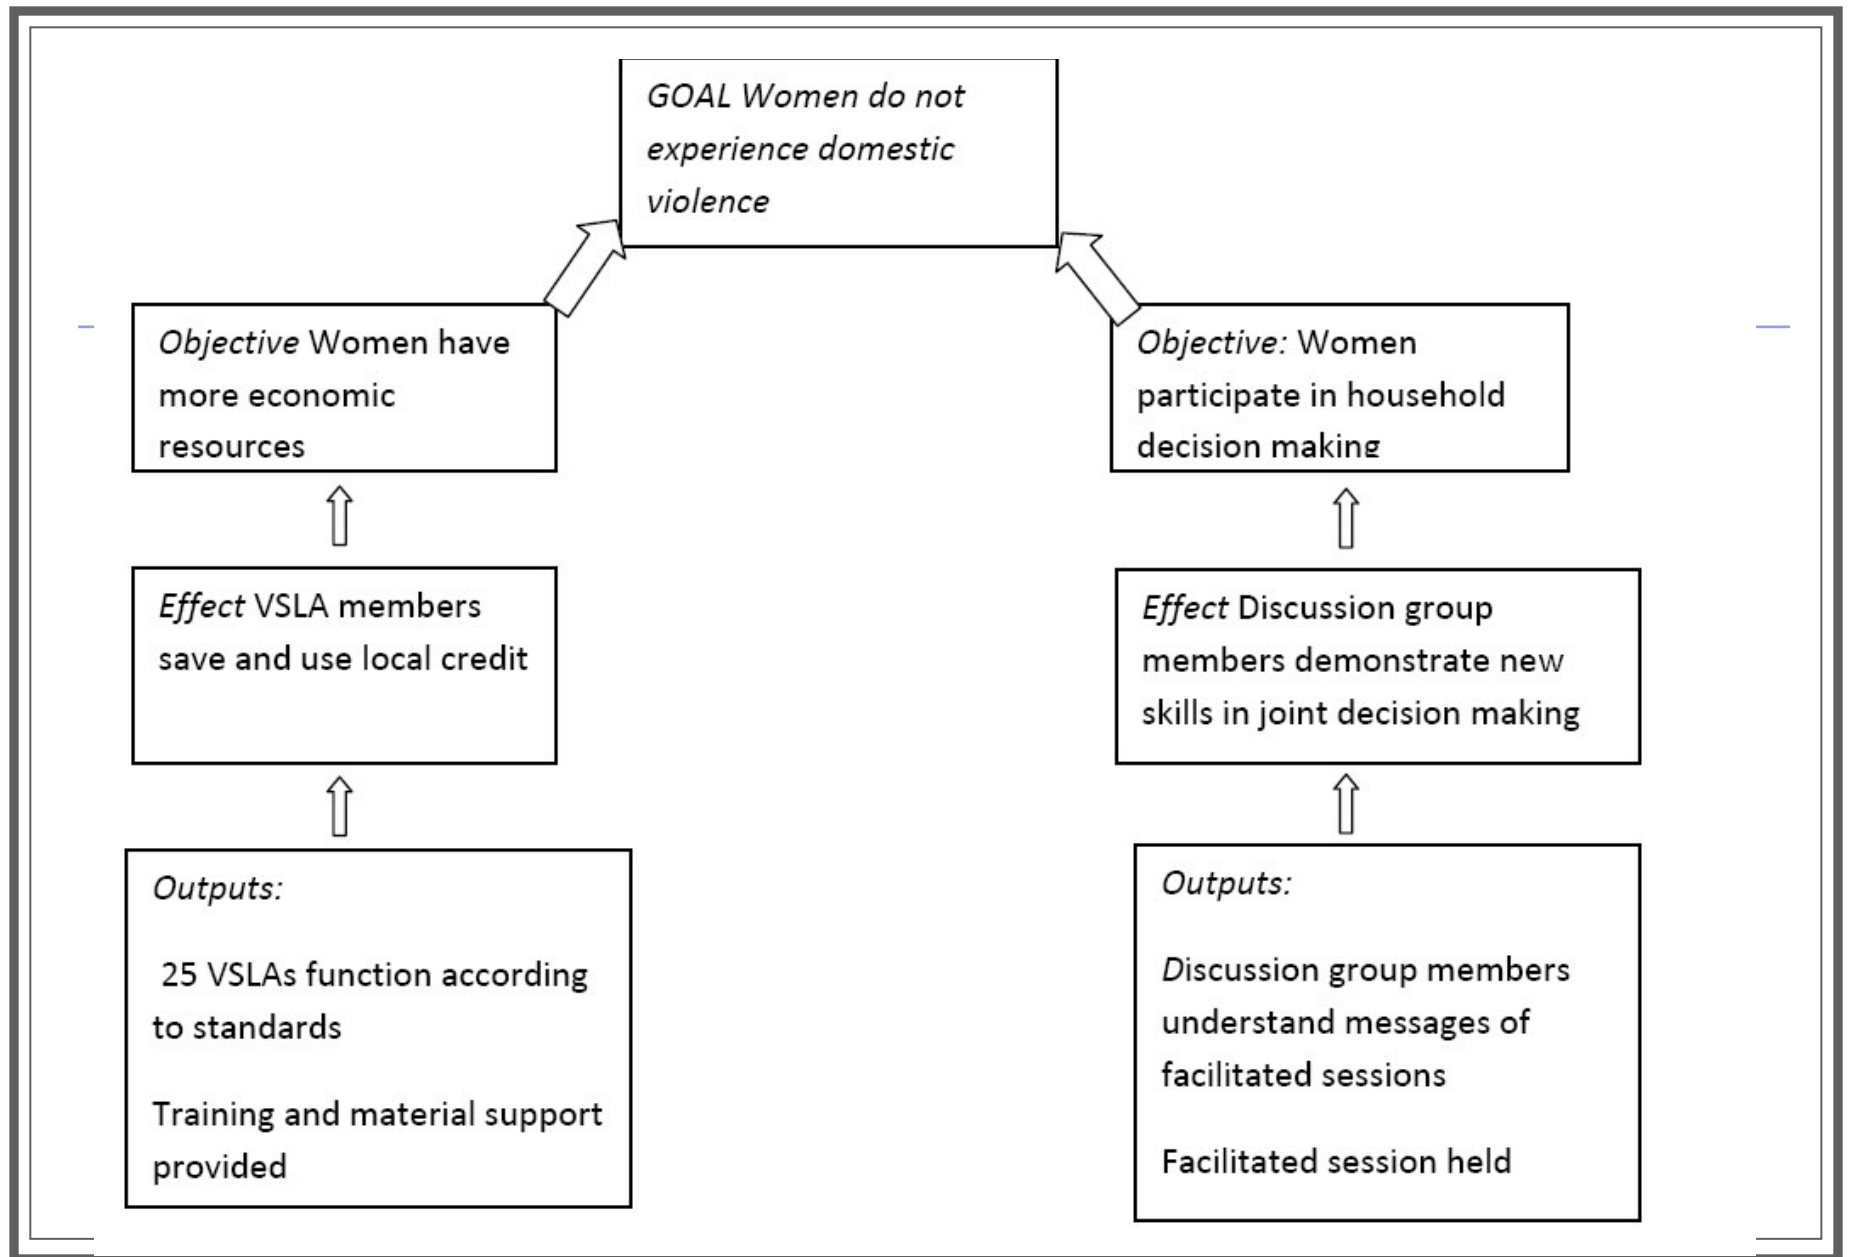 GOAL Women do not
experience domestic
violence
Objective Women have
more economic
resources
Objective: Women
participate in household
decision making
Effect VSLA members
save and use local credit
Effect Discussion group
members demonstrate new
skills in joint decision making
Outputs:
25 VSLAs function according
to standards
Training and material support
provided
Outputs:
Discussion group members
understand messages of
facilitated sessions
Facilitated session held